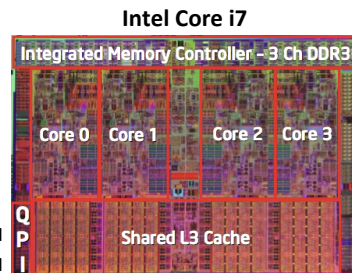 Intel Core i7
Integrated Memory Controller – 3 Ch DDR3
Core 0
Core 1
Core 2
Core 3
Q
P
I
Shared L3 Cache